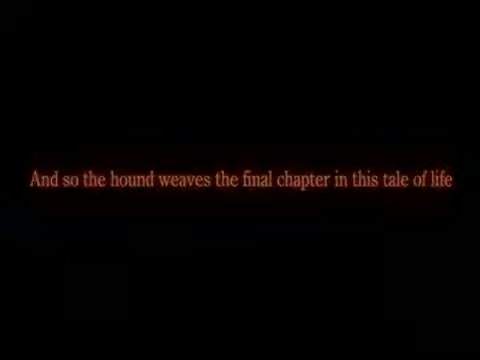 And so the hound weaves the final chapter in this tale of life